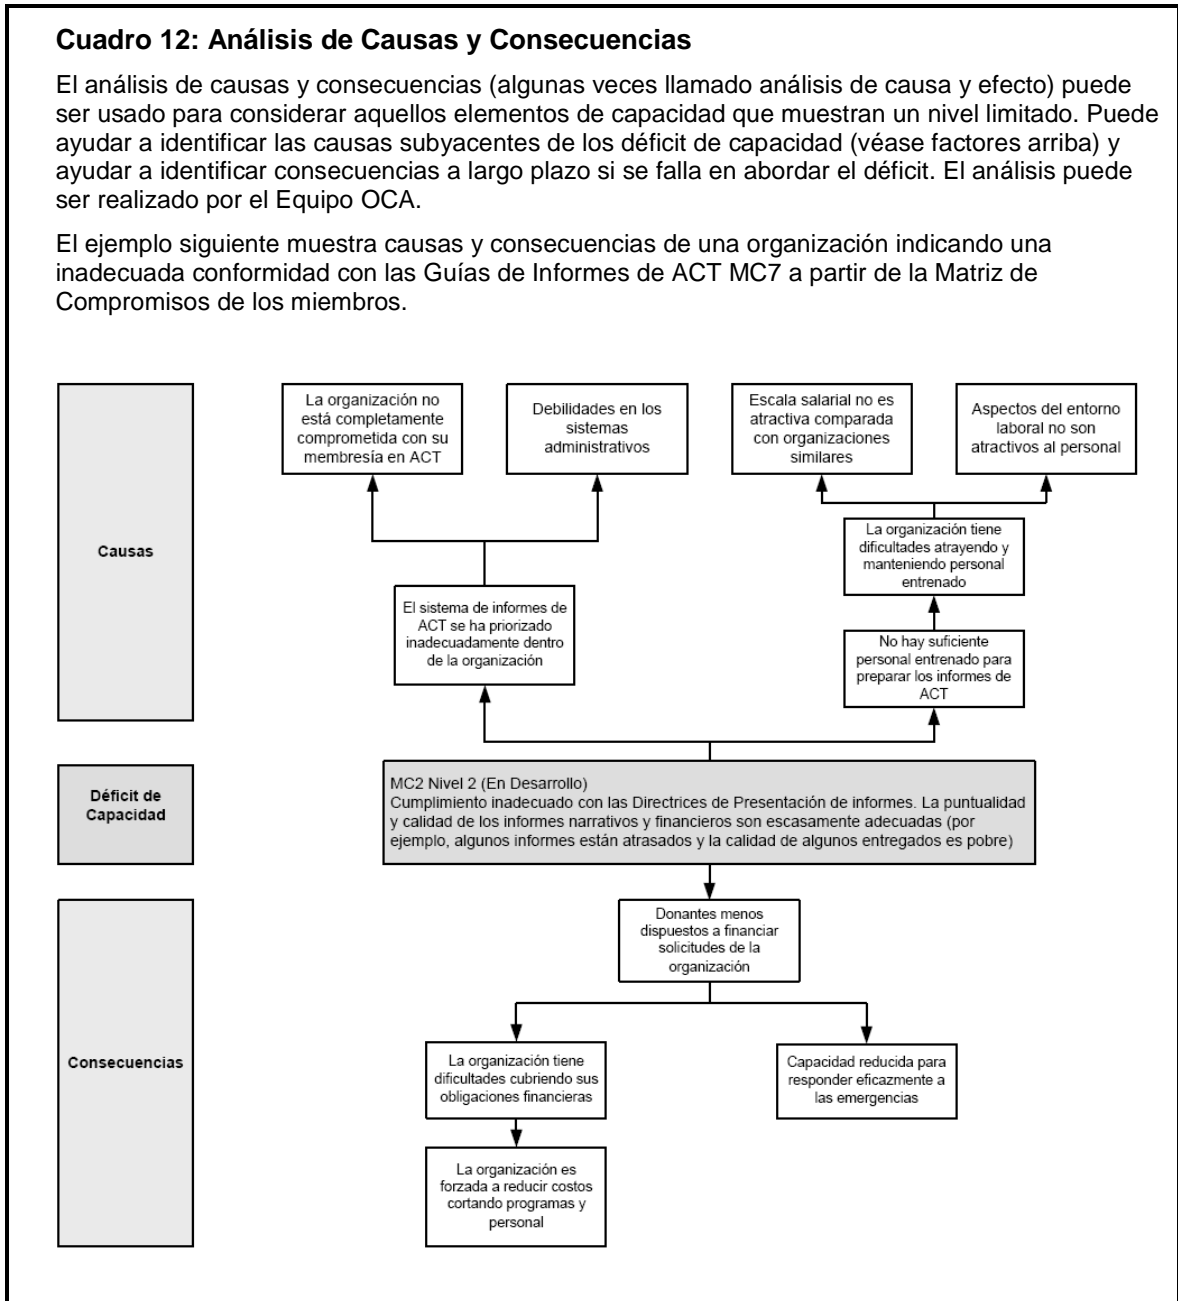 Cuadro 12: Análisis de Causas y Consecuencias
El análisis de causas y consecuencias (algunas veces llamado análisis de causa y efecto) puede
ser usado para considerar aquellos elementos de capacidad que muestran un nivel limitado. Puede
ayudar a identificar las causas subyacentes de los déficit de capacidad (véase factores arriba) y
ayudar a identificar consecuencias a largo plazo si se falla en abordar el déficit. El análisis puede
ser realizado por el Equipo OCA.
El ejemplo siguiente muestra causas y consecuencias de una organización indicando una
inadecuada conformidad con las Guías de Informes de ACT MC7 a partir de la Matriz de
Compromisos de los miembros.
Causas
La organización no
está completamente
comprometida con su
membresía en ACT
Debilidades en los
sistemas
administrativos
Escala salarial no es
atractiva comparada
con organizaciones
similares
Aspectos del entorno
laboral no son
atractivos al personal
La organización tiene
dificultades atrayendo y
manteniendo personal
entrenado
El sistema de informes de
ACT se ha priorizado
inadecuadamente dentro
de la organización
No hay suficiente
personal entrenado para
preparar los informes de
ACT
Déficit de
Capacidad
MC2 Nivel 2 (En Desarrollo)
Cumplimiento inadecuado con las Directrices de Presentación de informes. La puntualidad
y calidad de los informes narrativos y financieros son escasamente adecuadas (por
ejemplo, algunos informes están atrasados y la calidad de algunos entregados es pobre)
Consecuencias
Donantes menos
dispuestos a financiar
solicitudes de la
organización
La organización tiene
dificultades cubriendo sus
obligaciones financieras
Capacidad reducida para
responder eficazmente a
las emergencias
La organización es
forzada a reducir costos
cortando programas y
personal